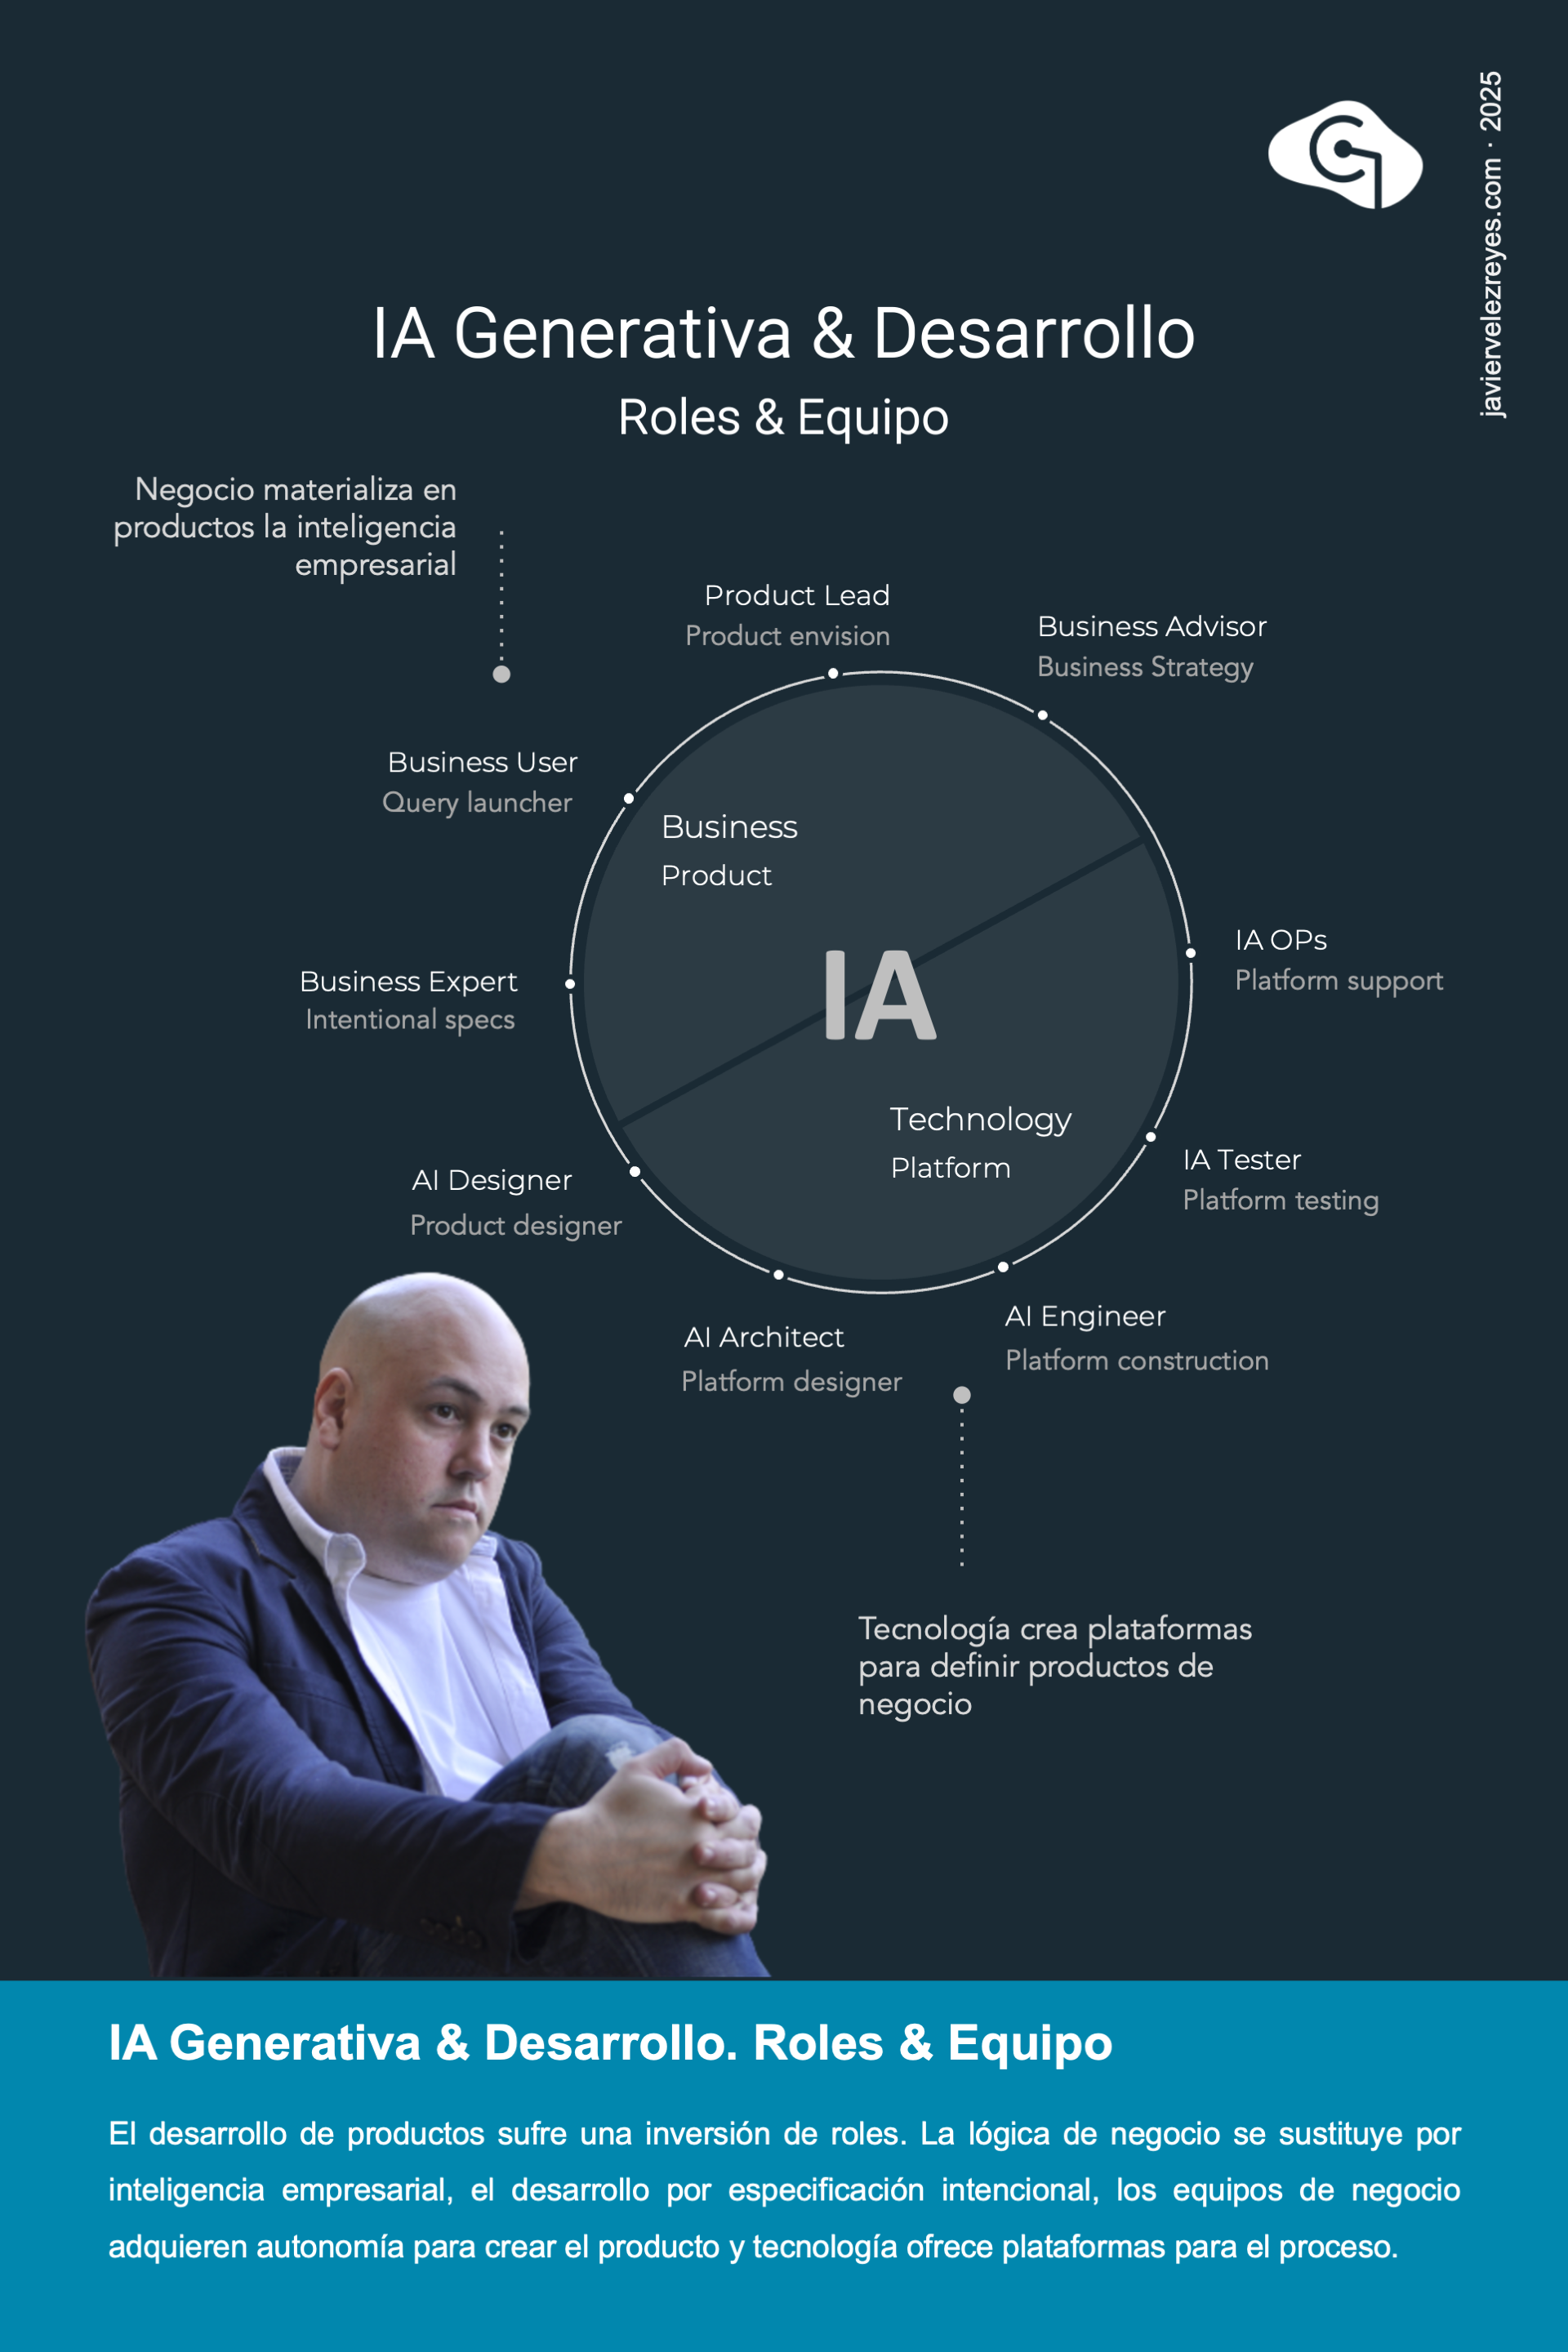 javiervelezreyes.com · 2025
IA Generativa & Desarrollo
Roles & Equipo
Negocio materializa en
productos la inteligencia
empresarial
Product Lead
Product envision
Business Advisor
Business Strategy
Business User
Query launcher
Business
Product
IA OPs
Platform support
Business Expert
Intentional specs
IA
Technology
Platform
IA Tester
Platform testing
AI Designer
Product designer
AI Engineer
Platform construction
AI Architect
Platform designer
Tecnología crea plataformas
para definir productos de
negocio
IA Generativa & Desarrollo. Roles & Equipo
El desarrollo de productos sufre una inversión de roles. La lógica de negocio se sustituye por
inteligencia empresarial, el desarrollo por especificación intencional, los equipos de negocio
adquieren autonomía para crear el producto y tecnología ofrece plataformas para el proceso.